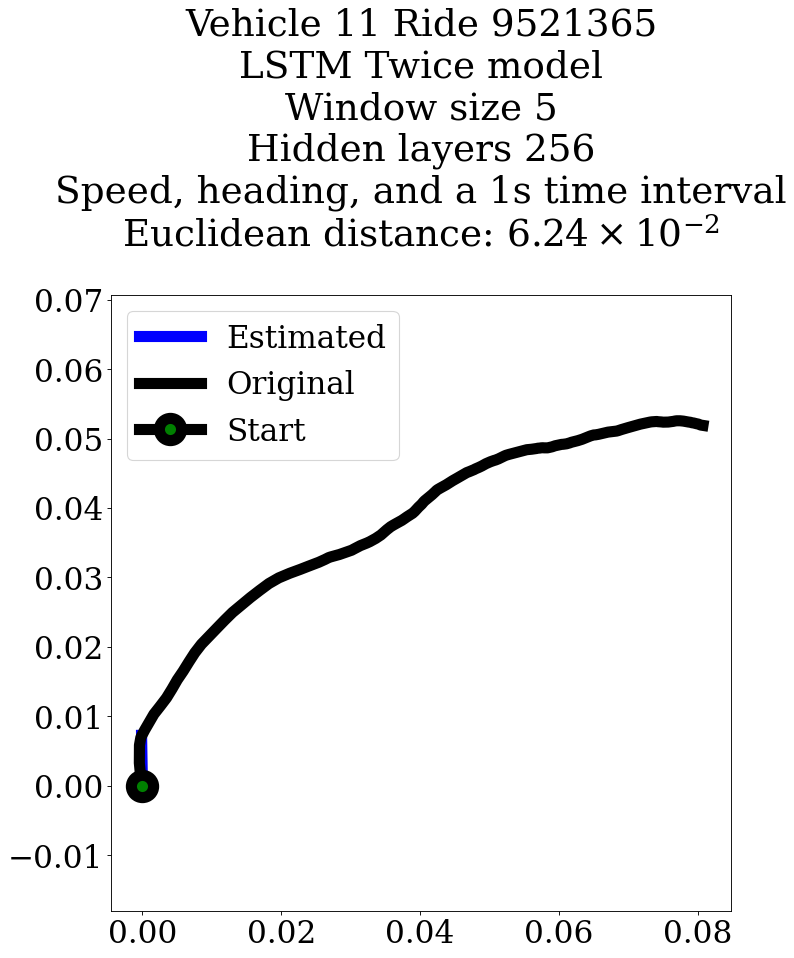 Vehicle 11 Ride 9521365
LSTM Twice model
Window size 5
Hidden layers 256
Speed, heading, and a 1s time interval
Euclidean distance: 6.24 × 10⁻²
0.07
0.06
0.05
0.04
0.03
0.02
0.01
0.00
−0.01
Estimated
Original
Start
0.00 0.02 0.04 0.06 0.08